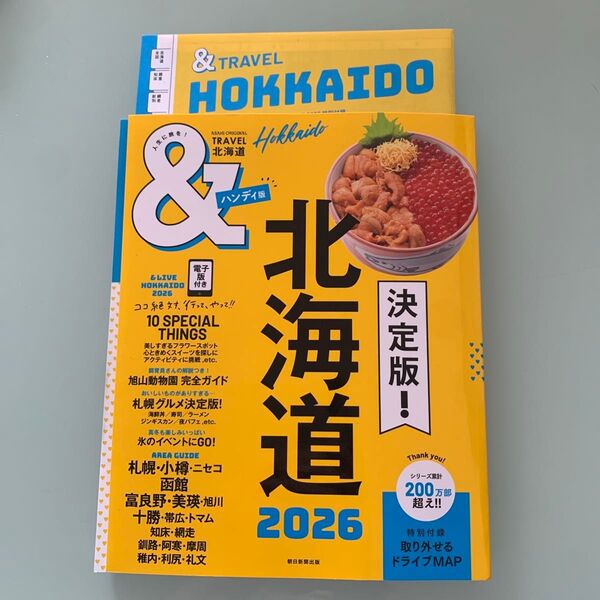 & TRAVEL
HOKKAIDO
人生に旅を!
ASAHI ORIGINAL
TRAVEL
北海道
Hokkaido
&
ハンディ版
北海道
2026
決定版!
& LIVE
HOKKAIDO
2026
電子
版
付き
ココ絶対、行って、やって!!
10 SPECIAL
THINGS
美しすぎるフラワースポット
心ときめくスイーツを探しに
アクティビティに挑戦、etc.
飼育員さんの解説つき!
旭山動物園 完全ガイド
おいしいものがありすぎる…
札幌グルメ決定版!
海鮮丼/寿司/ラーメン
ジンギスカン/夜パフェ、etc.
真冬も楽しみいっぱい
氷のイベントにGO!
AREA GUIDE
札幌・小樽・ニセコ
函館
富良野・美瑛・旭川
十勝・帯広・トマム
知床・網走
釧路・阿寒・摩周
稚内・利尻・礼文
Thank you!
シリーズ累計
200万部
超え!!
特別付録
取り外せる
ドライブMAP
朝日新聞出版